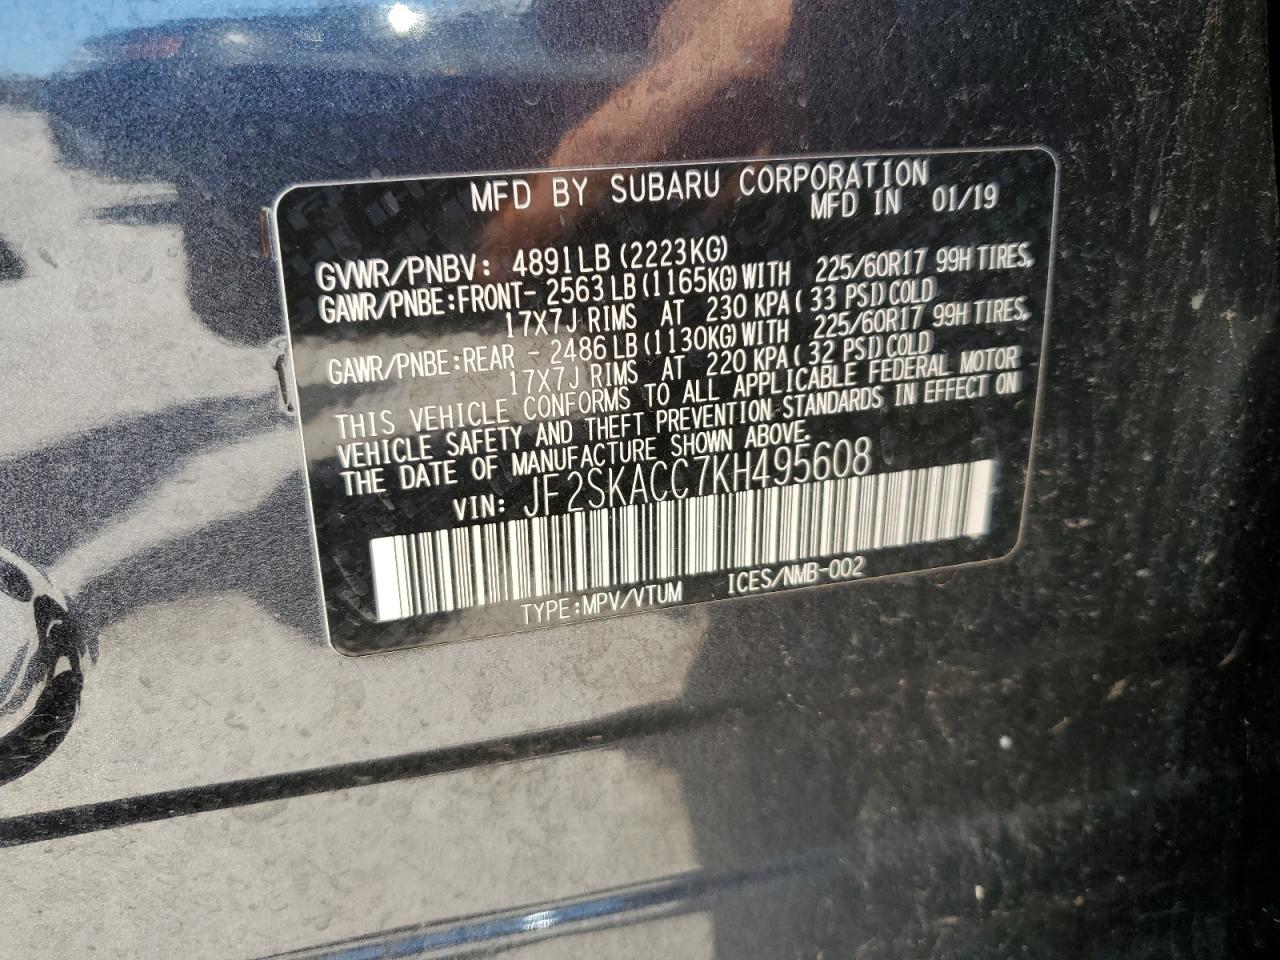 MFD BY SUBARU CORPORATION
MFD IN 01/19
GVWR/PNBV: 4891LB (2223KG)
GAWR/PNBE:FRONT- 2563LB (1165KG)WITH 225/60R17 99H TIRES,
17X7J RIMS AT 230 KPA( 33 PSI)COLD
GAWR/PNBE:REAR - 2486LB (1130KG)WITH 225/60R17 99H TIRES,
17X7J RIMS AT 220 KPA( 32 PSI)COLD
THIS VEHICLE CONFORMS TO ALL APPLICABLE FEDERAL MOTOR
VEHICLE SAFETY AND THEFT PREVENTION STANDARDS IN EFFECT ON
THE DATE OF MANUFACTURE SHOWN ABOVE.
VIN: JF2SKACC7KH495608
TYPE:MPV/VTUM ICES/NMB-002